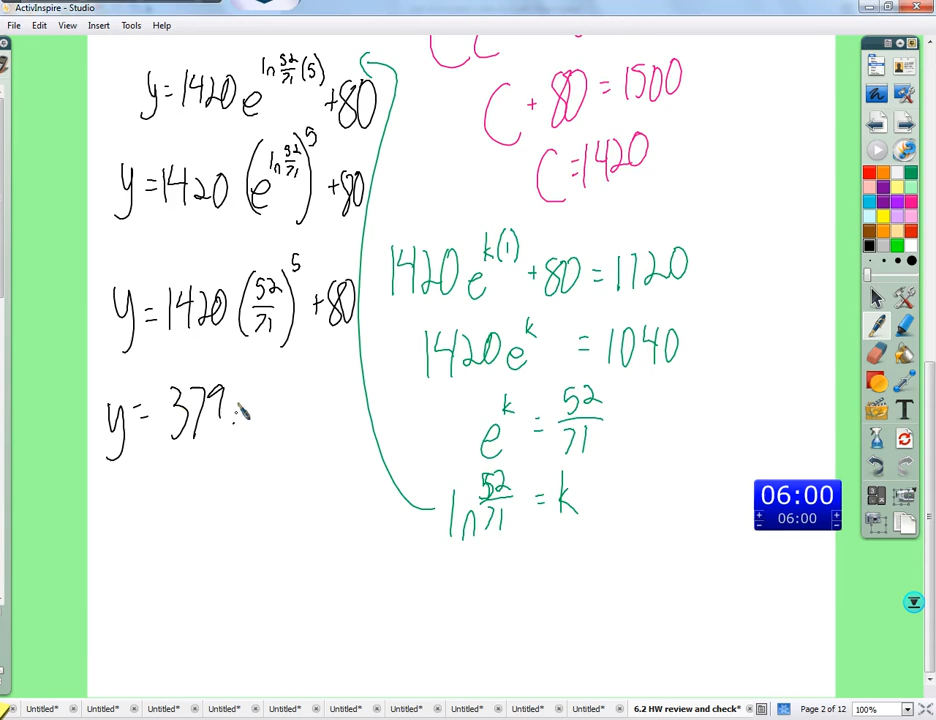 ActivInspire - Studio
File Edit View Insert Tools Help
y=1420e^{ln 52/71 (5)}+80
y=1420(e^{ln 52/71})^5+80
y=1420(52/71)^5+80
y=379.
C+80=1500
C=1420
1420e^{k(1)}+80=1120
1420e^k=1040
e^k=52/71
ln 52/71=k
06:00
06:00
Untitled* Untitled* Untitled* Untitled* Untitled* Untitled* Untitled* Untitled* Untitled* Untitled* 6.2 HW review and check* Page 2 of 12 100%